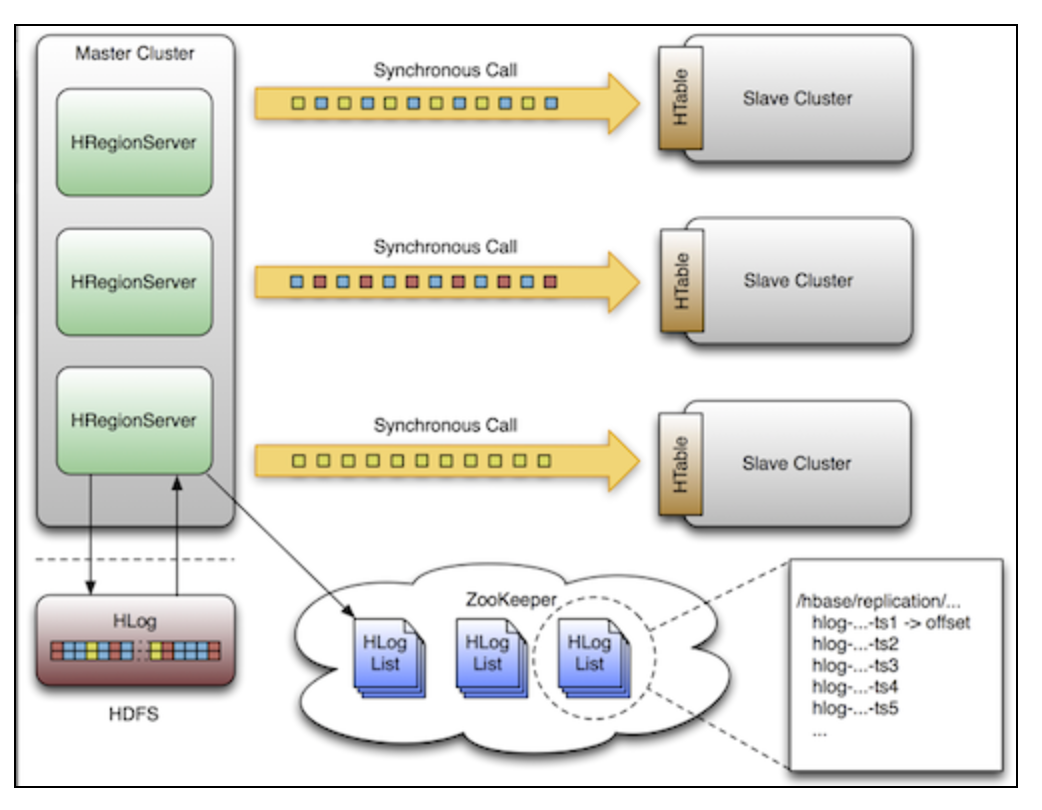 Master Cluster
HRegionServer
HRegionServer
HRegionServer
Synchronous Call
HTable
Slave Cluster
Synchronous Call
HTable
Slave Cluster
Synchronous Call
HTable
Slave Cluster
HLog
HDFS
ZooKeeper
HLog
List
HLog
List
HLog
List
/hbase/replication/...
hlog-...-ts1 -> offset
hlog-...-ts2
hlog-...-ts3
hlog-...-ts4
hlog-...-ts5
...